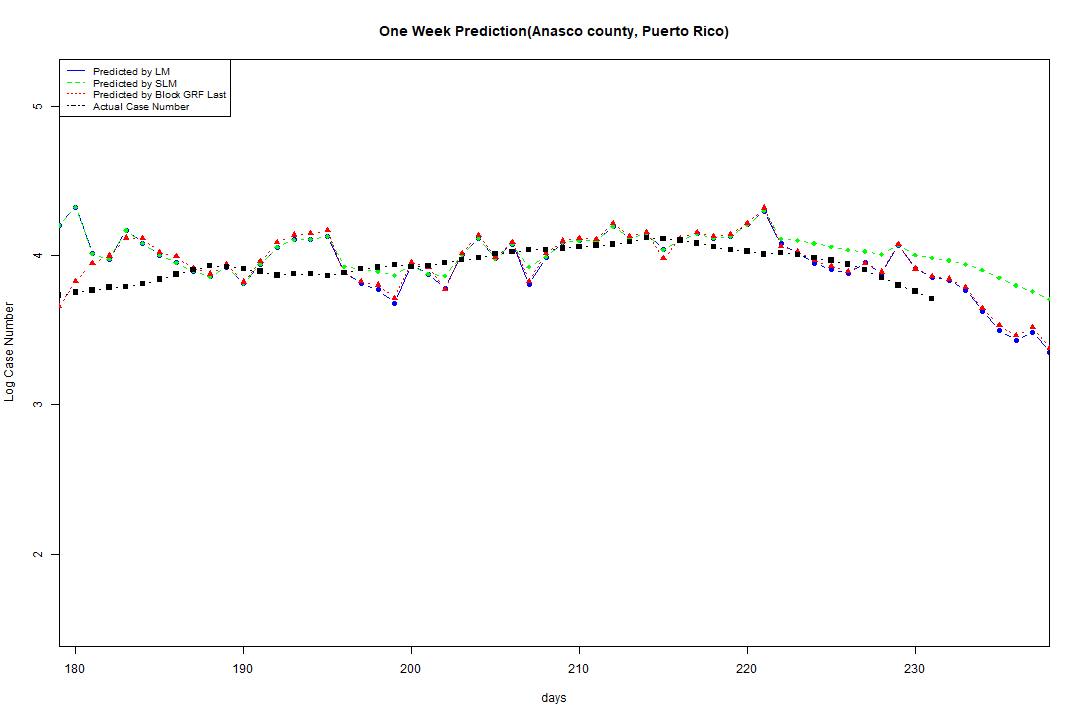 One Week Prediction(Anasco county, Puerto Rico)
Predicted by LM
Predicted by SLM
Predicted by Block GRF Last
Actual Case Number
5
4
3
2
Log Case Number
180 190 200 210 220 230
days